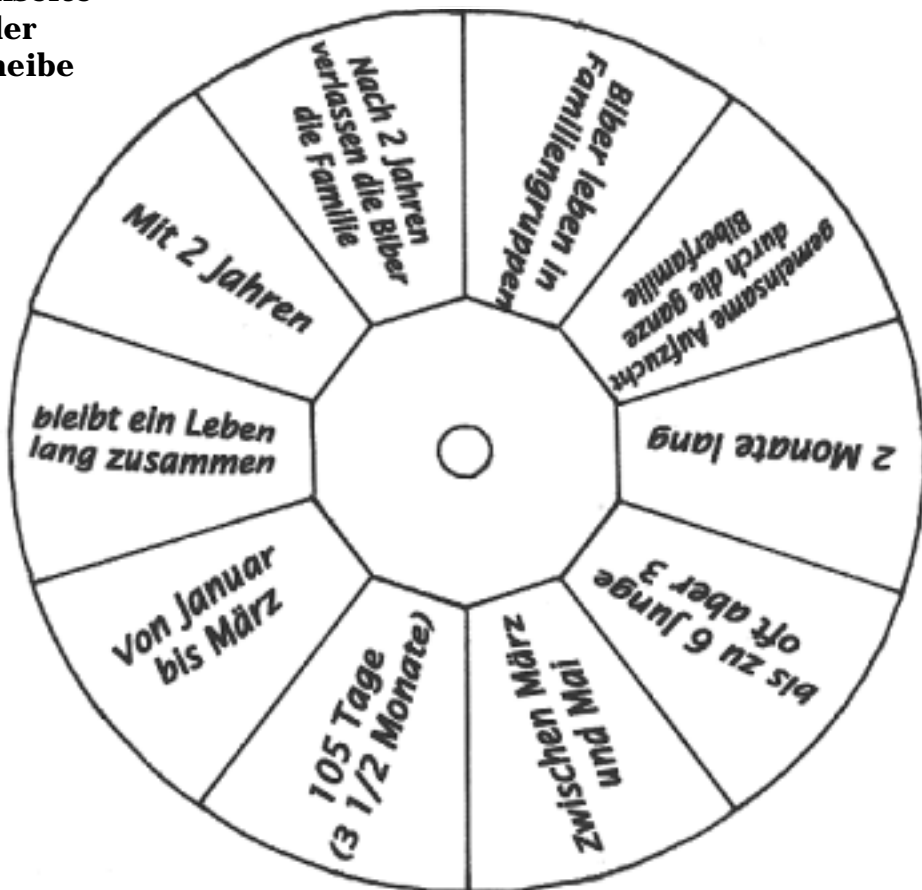 der
Nach 2 Jahren
verlassen die Biber
die Familie
Biber leben in
Familiengruppen
gemeinsame Aufzucht
durch die ganze
Biberfamilie
2 Monate lang
bis zu 6 Junge
oft aber 3
Zwischen März
und Mai
105 Tage
(3 1/2 Monate)
Von Januar
bis März
bleibt ein Leben
lang zusammen
Mit 2 Jahren